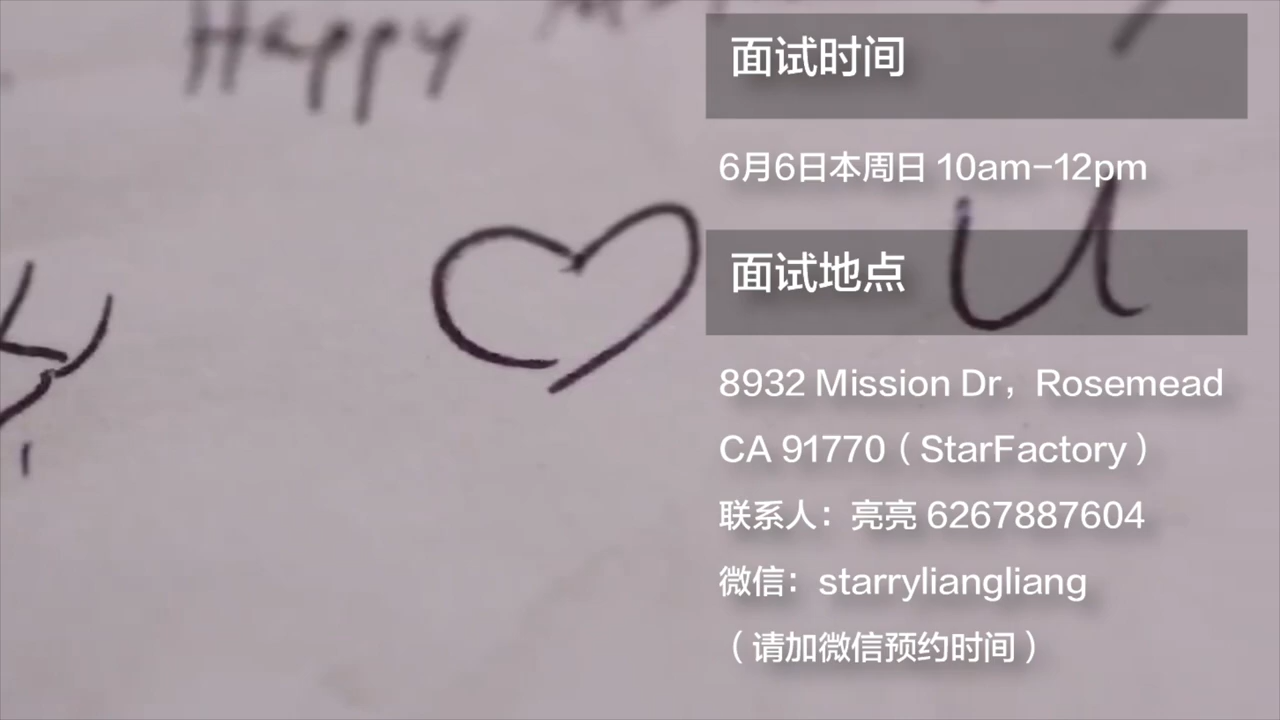 Happy
U
面试时间
6月6日本周日 10am-12pm
面试地点
8932 Mission Dr，Rosemead
CA 91770（StarFactory）
联系人：亮亮 6267887604
微信：starryliangliang
（请加微信预约时间）